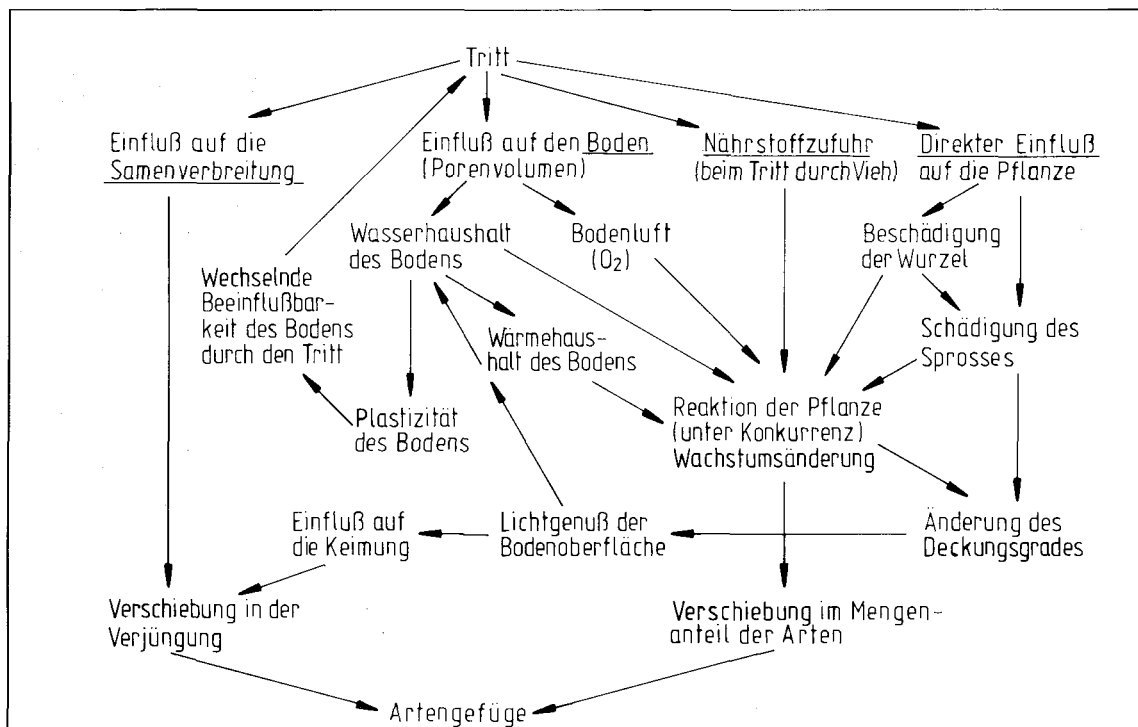 Tritt
Einfluß auf die
Samenverbreitung
Einfluß auf den Boden
(Porenvolumen)
Nährstoffzufuhr
(beim Tritt durch Vieh)
Direkter Einfluß
auf die Pflanze
Wasserhaushalt
des Bodens
Bodenluft
(O₂)
Beschädigung
der Wurzel
Wechselnde
Beeinflußbar-
keit des Bodens
durch den Tritt
Wärmehaus-
halt des Bodens
Schädigung des
Sprosses
Plastizität
des Bodens
Reaktion der Pflanze
(unter Konkurrenz)
Wachstumsänderung
Einfluß auf
die Keimung
Lichtgenuß der
Bodenoberfläche
Änderung des
Deckungsgrades
Verschiebung in der
Verjüngung
Verschiebung im Mengen-
anteil der Arten
Artengefüge